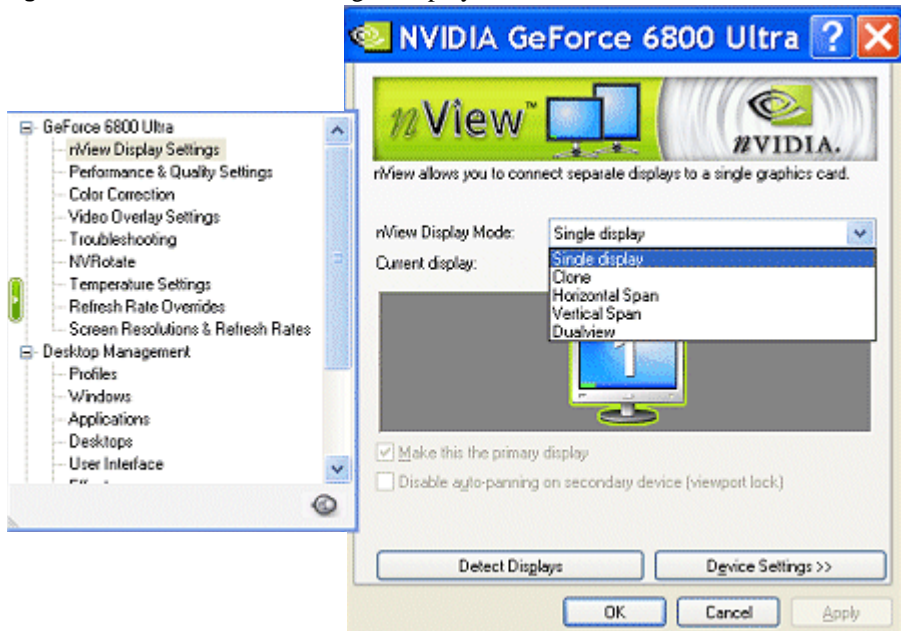 NVIDIA GeForce 6800 Ultra
GeForce 6800 Ultra
nView Display Settings
Performance & Quality Settings
Color Correction
Video Overlay Settings
Troubleshooting
NVRotate
Temperature Settings
Refresh Rate Overrides
Screen Resolutions & Refresh Rates
Desktop Management
Profiles
Windows
Applications
Desktops
User Interface
nView™
nVIDIA.
nView allows you to connect separate displays to a single graphics card.
nView Display Mode:
Single display
Current display:
Single display
Clone
Horizontal Span
Vertical Span
Dualview
1
Make this the primary display
Disable auto-panning on secondary device (viewport lock)
Detect Displays
Device Settings >>
OK
Cancel
Apply